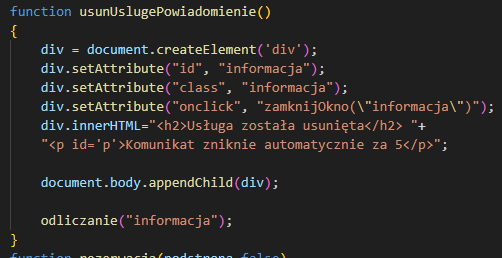 function usunUslugePowiadomienie()
{
    div = document.createElement('div');
    div.setAttribute("id", "informacja");
    div.setAttribute("class", "informacja");
    div.setAttribute("onclick", "zamknijOkno(\"informacja\")");
    div.innerHTML="<h2>Usługa została usunięta</h2> "+
    "<p id='p'>Komunikat zniknie automatycznie za 5</p>";
    document.body.appendChild(div);
    odliczanie("informacja");
}
function rezerwacja(podstrona=false)